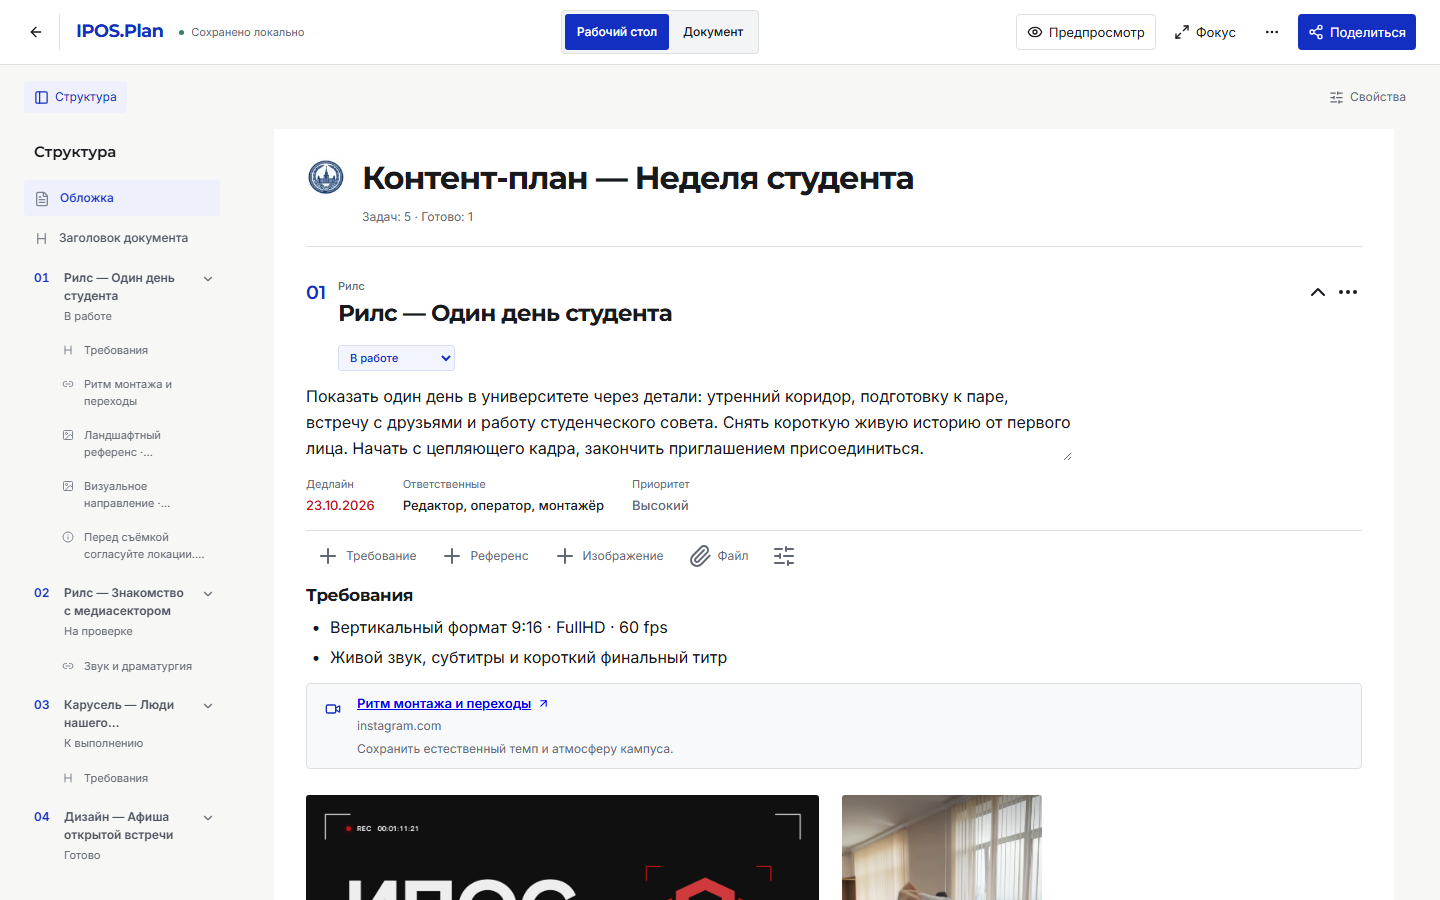 IPOS.Plan
Сохранено локально
Рабочий стол
Документ
Предпросмотр
Фокус
Поделиться
Структура
Свойства
Структура
Обложка
Заголовок документа
01 Рилс — Один день
студента
В работе
Требования
Ритм монтажа и
переходы
Ландшафтный
референс ·...
Визуальное
направление ·...
Перед съёмкой
согласуйте локации....
02 Рилс — Знакомство
с медиасектором
На проверке
Звук и драматургия
03 Карусель — Люди
нашего...
К выполнению
Требования
04 Дизайн — Афиша
открытой встречи
Готово
Контент-план — Неделя студента
Задач: 5 · Готово: 1
01 Рилс
Рилс — Один день студента
В работе
Показать один день в университете через детали: утренний коридор, подготовку к паре,
встречу с друзьями и работу студенческого совета. Снять короткую живую историю от первого
лица. Начать с цепляющего кадра, закончить приглашением присоединиться.
Дедлайн
23.10.2026
Ответственные
Редактор, оператор, монтажёр
Приоритет
Высокий
Требование
Референс
Изображение
Файл
Требования
• Вертикальный формат 9:16 · FullHD · 60 fps
• Живой звук, субтитры и короткий финальный титр
Ритм монтажа и переходы
instagram.com
Сохранить естественный темп и атмосферу кампуса.
REC 00:01:11:21
ИПОС